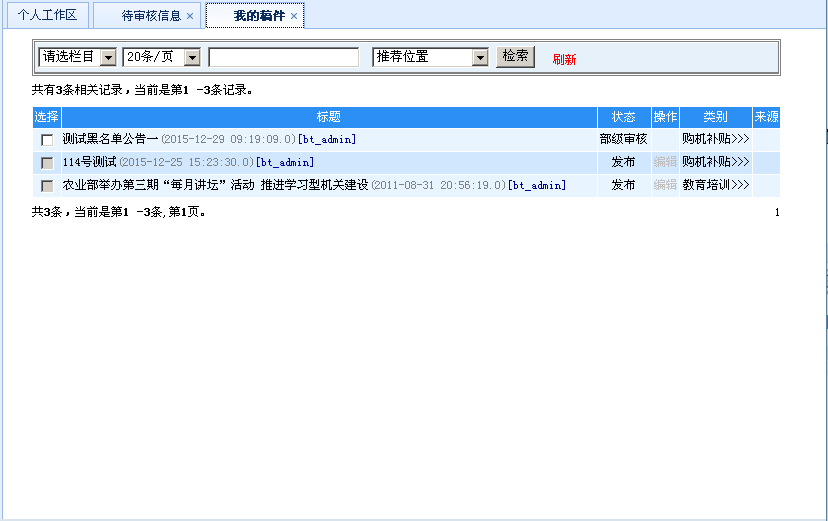 个人工作区 待审核信息 × 我的稿件 ×
请选栏目 20条/页 推荐位置 检索 刷新
共有3条相关记录，当前是第1 -3条记录。
选择 标题 状态 操作 类别 来源
测试黑名单公告一(2015-12-29 09:19:09.0)[bt_admin] 部级审核 购机补贴>>>
114号测试(2015-12-25 15:23:30.0)[bt_admin] 发布 编辑 购机补贴>>>
农业部举办第三期“每月讲坛”活动 推进学习型机关建设(2011-08-31 20:56:19.0)[bt_admin] 发布 编辑 教育培训>>>
共3条，当前是第1 -3条,第1页。 1